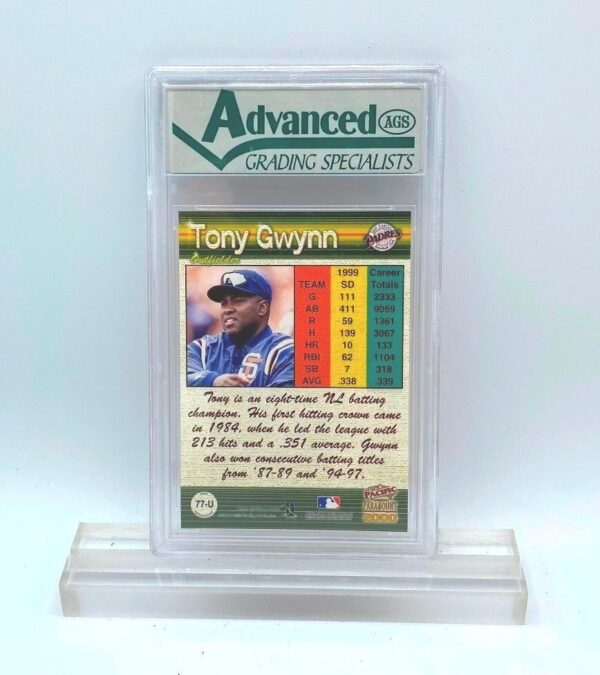 Advanced AGS
GRADING SPECIALISTS
Tony Gwynn
Outfielder
PADRES
1999 Career
TEAM SD Totals
G 111 2333
AB 411 9059
R 59 1361
H 139 3067
HR 10 133
RBI 62 1104
SB 7 318
AVG .338 .339
Tony is an eight-time NL batting
champion. His first hitting crown came
in 1984, when he led the league with
213 hits and a .351 average. Gwynn
also won consecutive batting titles
from '87-89 and '94-97.
77-U
PACIFIC
PARAMOUNT
2000